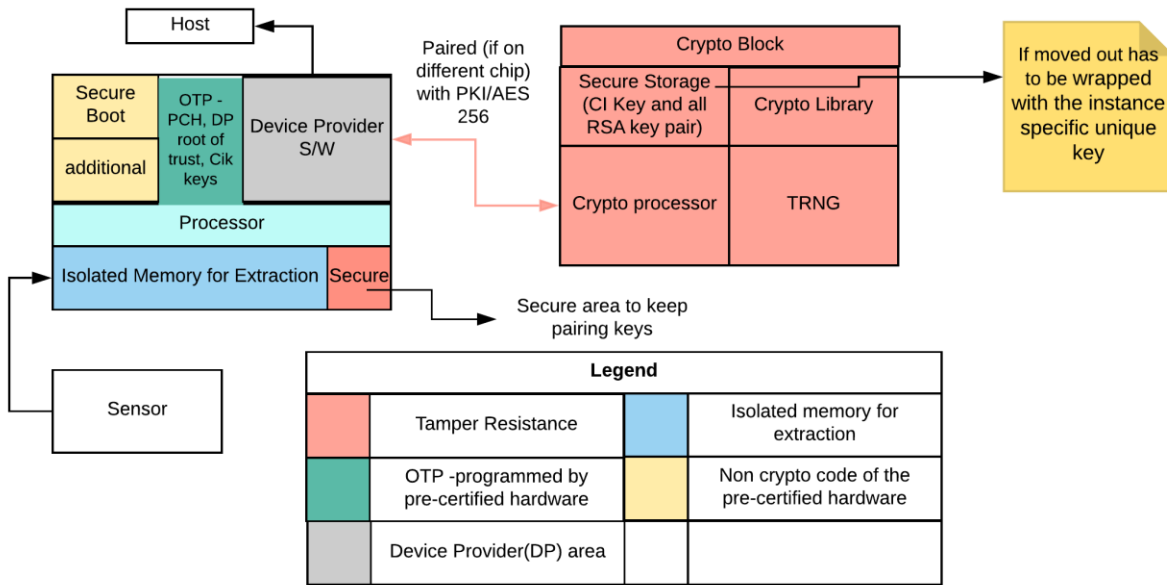 Host
Secure
Boot
additional
OTP -
PCH, DP
root of
trust, Cik
keys
Device Provider
S/W
Processor
Isolated Memory for Extraction
Secure
Sensor
Paired (if on
different chip)
with PKI/AES
256
Crypto Block
Secure Storage
(CI Key and all
RSA key pair)
Crypto Library
Crypto processor
TRNG
If moved out has
to be wrapped
with the instance
specific unique
key
Secure area to keep
pairing keys
Legend
Tamper Resistance
Isolated memory for
extraction
OTP -programmed by
pre-certified hardware
Non crypto code of the
pre-certified hardware
Device Provider(DP) area